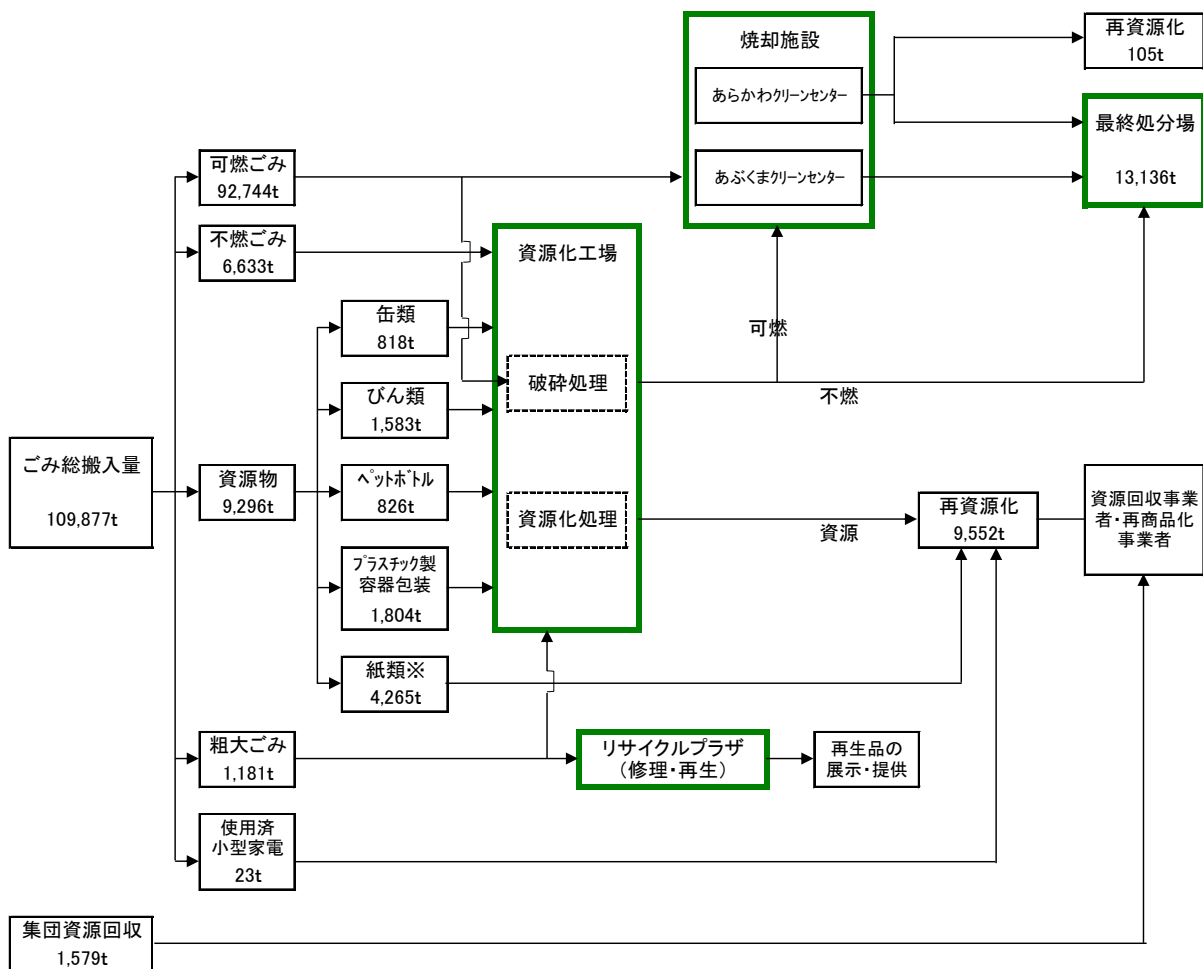 焼却施設
あらかわクリーンセンター
あぶくまクリーンセンター
再資源化
105t
最終処分場
13,136t
可燃ごみ
92,744t
不燃ごみ
6,633t
資源化工場
缶類
818t
可燃
破砕処理
不燃
びん類
1,583t
ごみ総搬入量
109,877t
資源物
9,296t
ペットボトル
826t
資源化処理
資源
再資源化
9,552t
資源回収事業
者・再商品化
事業者
プラスチック製
容器包装
1,804t
紙類※
4,265t
粗大ごみ
1,181t
リサイクルプラザ
（修理・再生）
再生品の
展示・提供
使用済
小型家電
23t
集団資源回収
1,579t